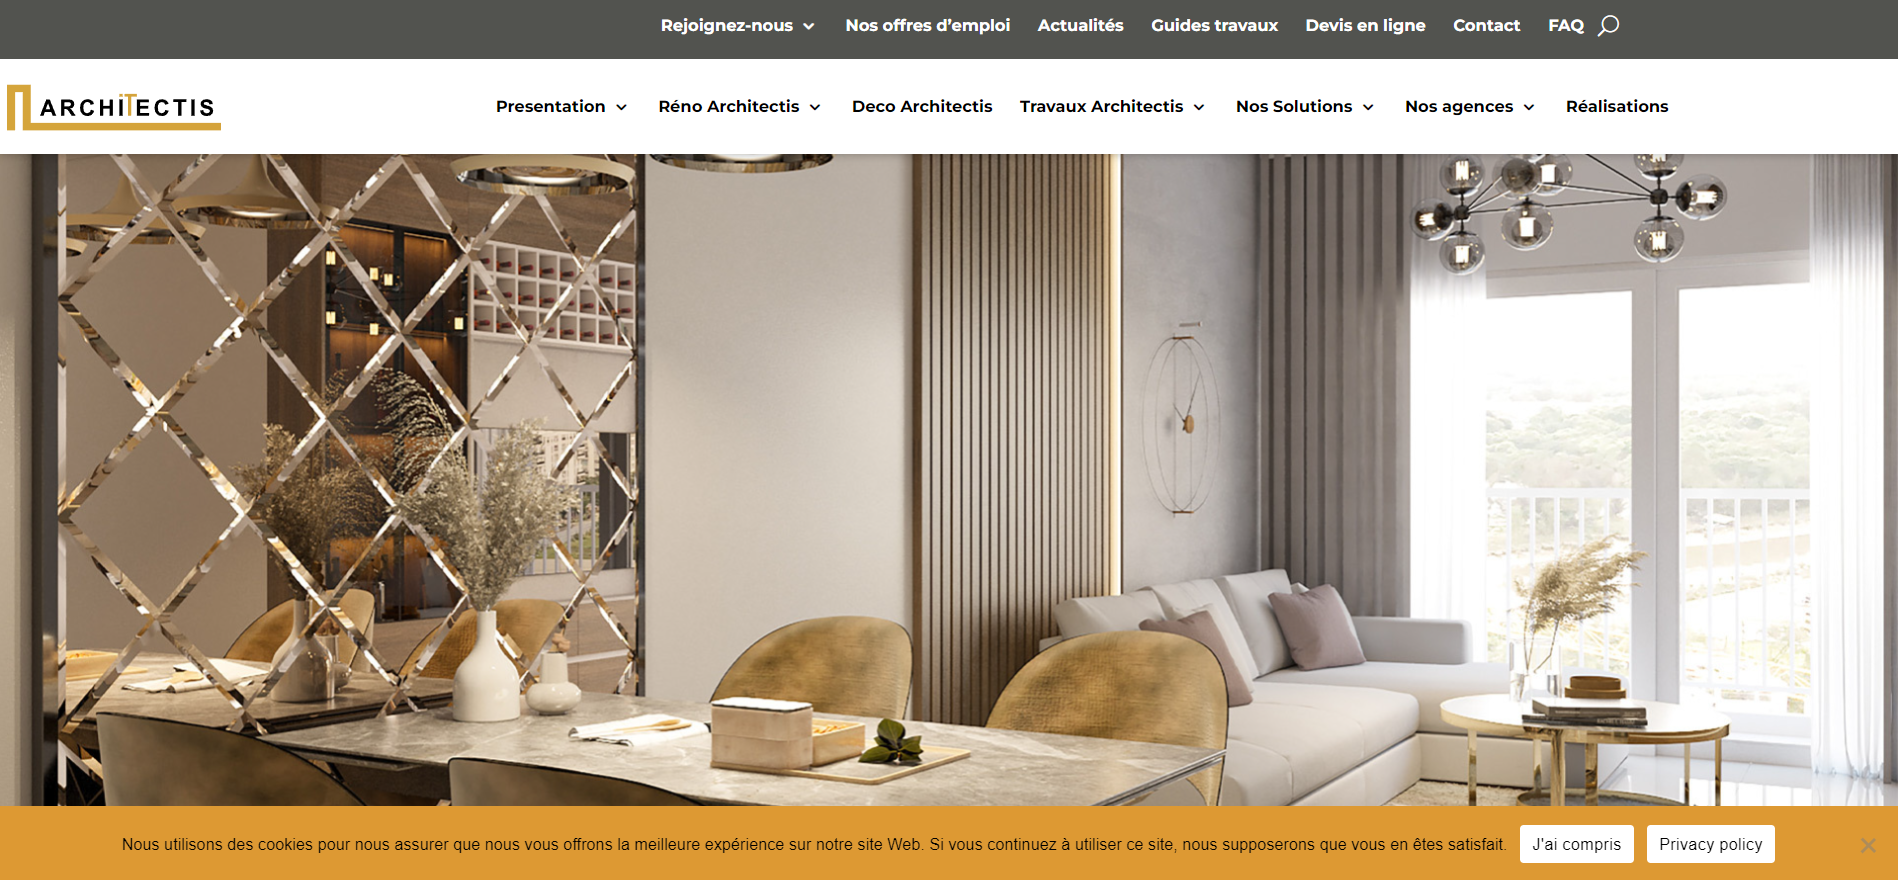 Rejoignez-nous Nos offres d’emploi Actualités Guides travaux Devis en ligne Contact FAQ
ARCHiTECTIS Presentation Réno Architectis Deco Architectis Travaux Architectis Nos Solutions Nos agences Réalisations
Nous utilisons des cookies pour nous assurer que nous vous offrons la meilleure expérience sur notre site Web. Si vous continuez à utiliser ce site, nous supposerons que vous en êtes satisfait. J'ai compris Privacy policy